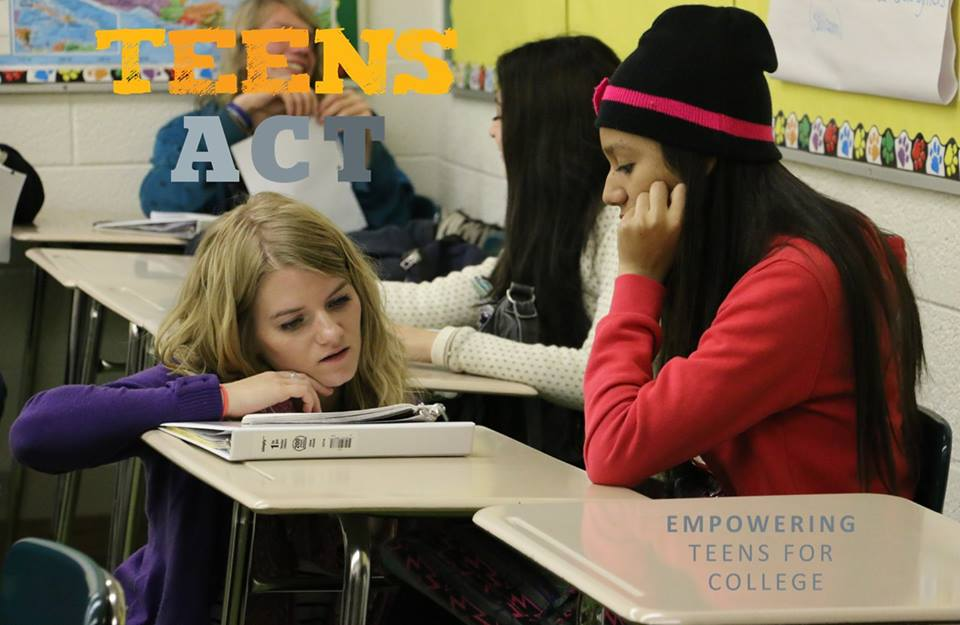 TEENS
ACT
EMPOWERING
TEENS FOR
COLLEGE